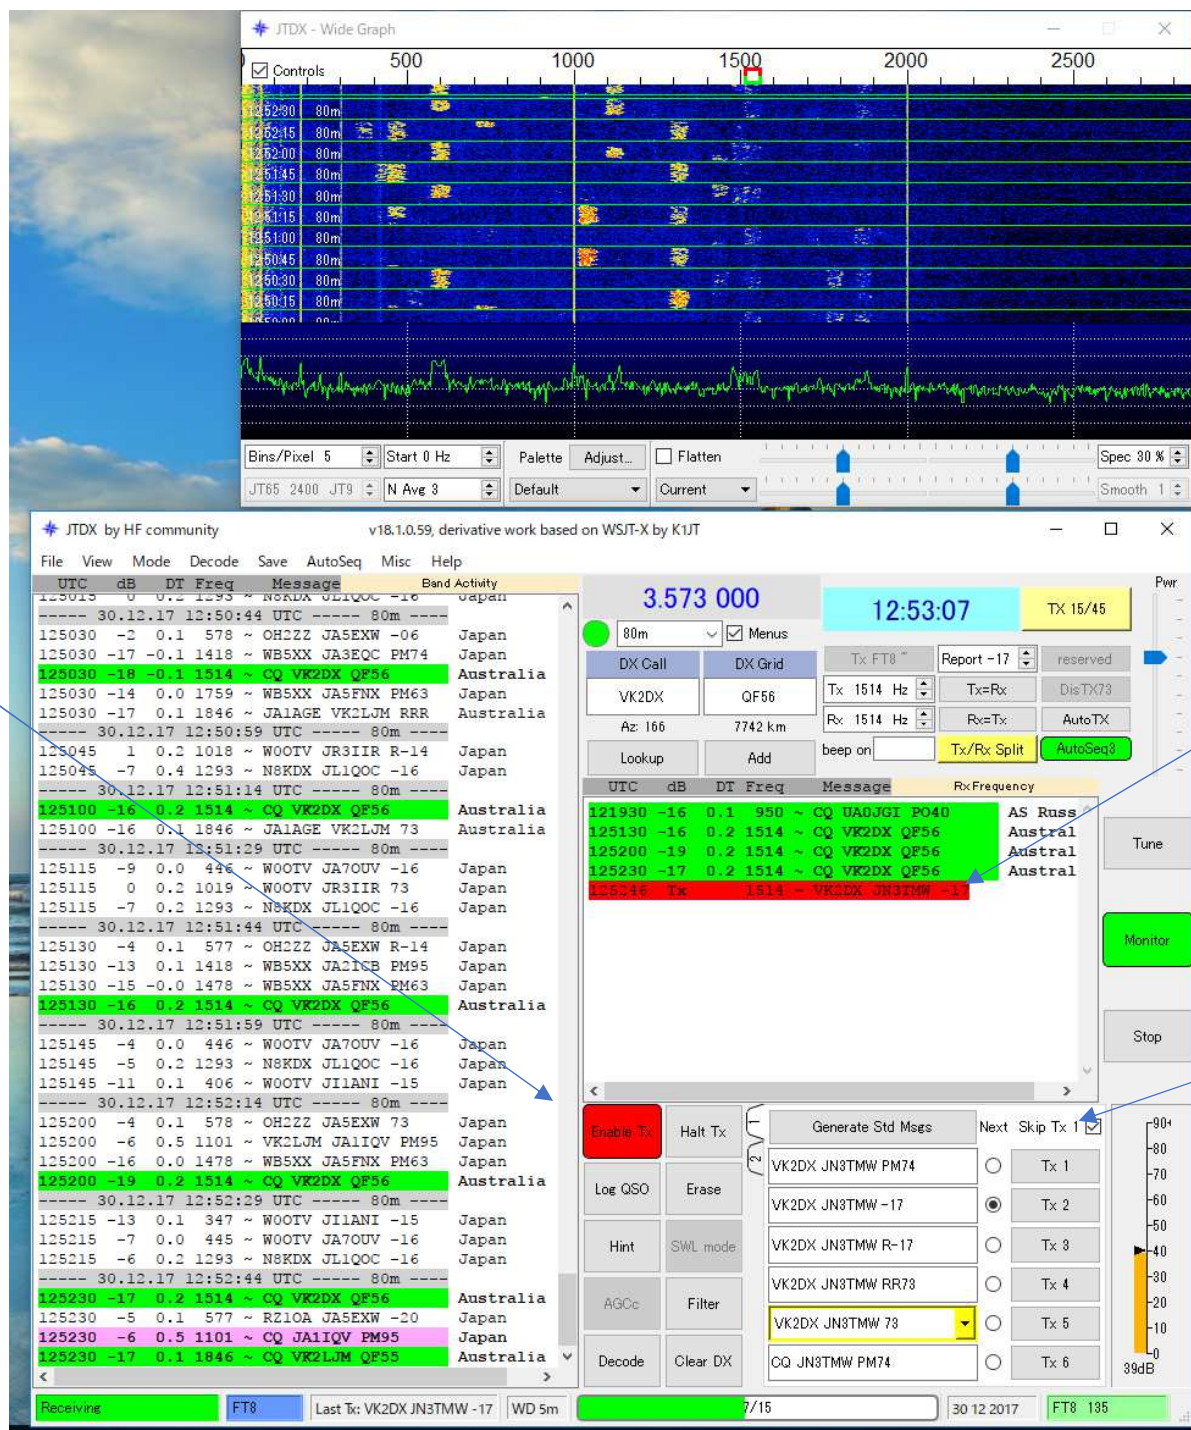 JTDX - Wide Graph
500 1000 1500 2000 2500
Controls
12:52:30 80m
12:52:15 80m
12:52:00 80m
12:51:45 80m
12:51:30 80m
12:51:15 80m
12:51:00 80m
12:50:45 80m
12:50:30 80m
12:50:15 80m
Bins/Pixel 5 Start 0 Hz Palette Adjust... Flatten Spec 30 %
JT65 2400 JT9 N Avg 3 Default Current Smooth 1
JTDX by HF community v18.1.0.59, derivative work based on WSJT-X by K1JT
File View Mode Decode Save AutoSeq Misc Help
UTC dB DT Freq Message Band Activity
125015 0 0.2 1293 ~ N8KDX JL1QOC -16 Japan
----- 30.12.17 12:50:44 UTC ----- 80m ----
125030 -2 0.1 578 ~ OH2ZZ JA5EXW -06 Japan
125030 -17 -0.1 1418 ~ WB5XX JA3EQC PM74 Japan
125030 -18 -0.1 1514 ~ CQ VK2DX QF56 Australia
125030 -14 0.0 1759 ~ WB5XX JA5FNX PM63 Japan
125030 -17 0.1 1846 ~ JA1AGE VK2LJM RRR Australia
----- 30.12.17 12:50:59 UTC ----- 80m ----
125045 1 0.2 1018 ~ W0OTV JR3IIR R-14 Japan
125045 -7 0.4 1293 ~ N8KDX JL1QOC -16 Japan
----- 30.12.17 12:51:14 UTC ----- 80m ----
125100 -16 0.2 1514 ~ CQ VK2DX QF56 Australia
125100 -16 0.1 1846 ~ JA1AGE VK2LJM 73 Australia
----- 30.12.17 12:51:29 UTC ----- 80m ----
125115 -9 0.0 446 ~ W0OTV JA7OUV -16 Japan
125115 0 0.2 1019 ~ W0OTV JR3IIR 73 Japan
125115 -7 0.2 1293 ~ N8KDX JL1QOC -16 Japan
----- 30.12.17 12:51:44 UTC ----- 80m ----
125130 -4 0.1 577 ~ OH2ZZ JA5EXW R-14 Japan
125130 -13 0.1 1418 ~ WB5XX JA2ICB PM95 Japan
125130 -15 -0.0 1478 ~ WB5XX JA5FNX PM63 Japan
125130 -16 0.2 1514 ~ CQ VK2DX QF56 Australia
----- 30.12.17 12:51:59 UTC ----- 80m ----
125145 -4 0.0 446 ~ W0OTV JA7OUV -16 Japan
125145 -5 0.2 1293 ~ N8KDX JL1QOC -16 Japan
125145 -11 0.1 406 ~ W0OTV JI1ANI -15 Japan
----- 30.12.17 12:52:14 UTC ----- 80m ----
125200 -4 0.1 578 ~ OH2ZZ JA5EXW 73 Japan
125200 -6 0.5 1101 ~ VK2LJM JA1IQV PM95 Japan
125200 -16 0.0 1478 ~ WB5XX JA5FNX PM63 Japan
125200 -19 0.2 1514 ~ CQ VK2DX QF56 Australia
----- 30.12.17 12:52:29 UTC ----- 80m ----
125215 -13 0.1 347 ~ W0OTV JI1ANI -15 Japan
125215 -7 0.0 445 ~ W0OTV JA7OUV -16 Japan
125215 -6 0.2 1293 ~ N8KDX JL1QOC -16 Japan
----- 30.12.17 12:52:44 UTC ----- 80m ----
125230 -17 0.2 1514 ~ CQ VK2DX QF56 Australia
125230 -5 0.1 577 ~ RZ1OA JA5EXW -20 Japan
125230 -6 0.5 1101 ~ CQ JA1IQV PM95 Japan
125230 -17 0.1 1846 ~ CQ VK2LJM QF55 Australia
3.573 000 12:53:07 TX 15/45 Pwr
80m Menus
DX Call DX Grid Tx FT8 ~ Report -17 reserved
VK2DX QF56 Tx 1514 Hz Tx=Rx DisTX73
Az: 166 7742 km Rx 1514 Hz Rx=Tx AutoTX
Lookup Add beep on Tx/Rx Split AutoSeq3
UTC dB DT Freq Message Rx Frequency
121930 -16 0.1 950 ~ CQ UA0JGI PO40 AS Russ
125130 -16 0.2 1514 ~ CQ VK2DX QF56 Austral
125200 -19 0.2 1514 ~ CQ VK2DX QF56 Austral
125230 -17 0.2 1514 ~ CQ VK2DX QF56 Austral
125246 Tx 1514 ~ VK2DX JN3TMW -17
Tune
Monitor
Stop
Enable Tx Halt Tx 1 Generate Std Msgs Next Skip Tx 1
2 VK2DX JN3TMW PM74 Tx 1
Log QSO Erase VK2DX JN3TMW -17 Tx 2
Hint SWL mode VK2DX JN3TMW R-17 Tx 3
AGCc Filter VK2DX JN3TMW RR73 Tx 4
VK2DX JN3TMW 73 Tx 5
Decode Clear DX CQ JN3TMW PM74 Tx 6
-90
-80
-70
-60
-50
-40
-30
-20
-10
-0
39dB
Receiving FT8 Last Tx: VK2DX JN3TMW -17 WD 5m 7/15 30 12 2017 FT8 135